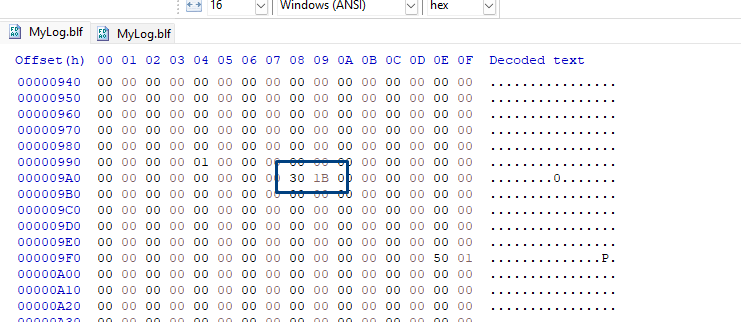 16 Windows (ANSI) hex
MyLog.blf MyLog.blf
Offset(h) 00 01 02 03 04 05 06 07 08 09 0A 0B 0C 0D 0E 0F Decoded text
00000940 00 00 00 00 00 00 00 00 00 00 00 00 00 00 00 00 ................
00000950 00 00 00 00 00 00 00 00 00 00 00 00 00 00 00 00 ................
00000960 00 00 00 00 00 00 00 00 00 00 00 00 00 00 00 00 ................
00000970 00 00 00 00 00 00 00 00 00 00 00 00 00 00 00 00 ................
00000980 00 00 00 00 00 00 00 00 00 00 00 00 00 00 00 00 ................
00000990 00 00 00 00 01 00 00 00 00 00 00 00 00 00 00 00 ................
000009A0 00 00 00 00 00 00 00 00 30 1B 00 00 00 00 00 00 ........0.......
000009B0 00 00 00 00 00 00 00 00 00 00 00 00 00 00 00 00 ................
000009C0 00 00 00 00 00 00 00 00 00 00 00 00 00 00 00 00 ................
000009D0 00 00 00 00 00 00 00 00 00 00 00 00 00 00 00 00 ................
000009E0 00 00 00 00 00 00 00 00 00 00 00 00 00 00 00 00 ................
000009F0 00 00 00 00 00 00 00 00 00 00 00 00 00 00 50 01 ..............P.
00000A00 00 00 00 00 00 00 00 00 00 00 00 00 00 00 00 00 ................
00000A10 00 00 00 00 00 00 00 00 00 00 00 00 00 00 00 00 ................
00000A20 00 00 00 00 00 00 00 00 00 00 00 00 00 00 00 00 ................